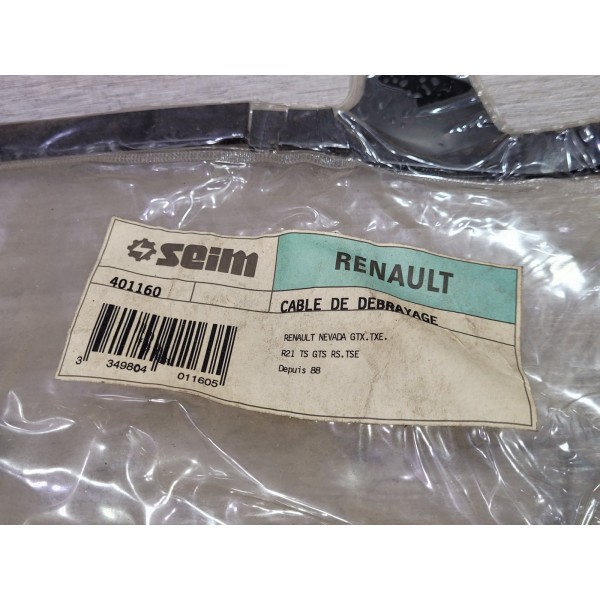 seim
RENAULT
401160
CABLE DE DEBRAYAGE
RENAULT NEVADA GTX.TXE.
R21 TS GTS RS.TSE
Depuis 88
3 349804 011605